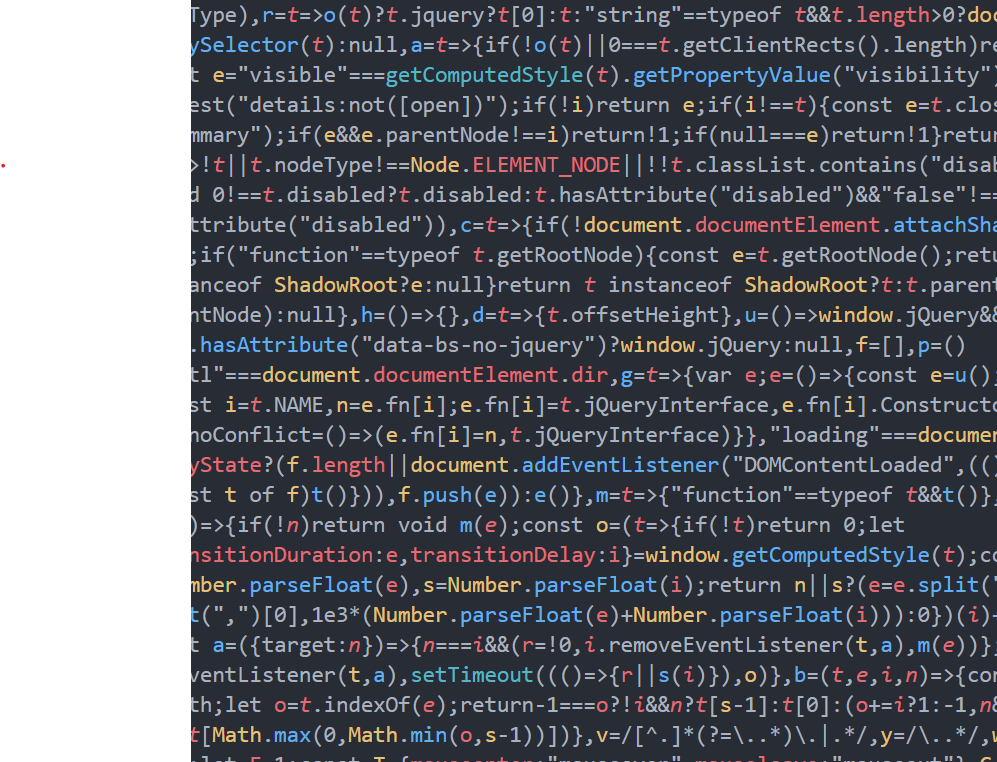 Type),r=t=>o(t)?t.jquery?t[0]:t:"string"==typeof t&&t.length>0?doc
ySelector(t):null,a=t=>{if(!o(t)||0===t.getClientRects().length)re
t e="visible"===getComputedStyle(t).getPropertyValue("visibility")
est("details:not([open])");if(!i)return e;if(i!==t){const e=t.clos
mmary");if(e&&e.parentNode!==i)return!1;if(null===e)return!1}retur
>!t||t.nodeType!==Node.ELEMENT_NODE||!!t.classList.contains("disab
d 0!==t.disabled?t.disabled:t.hasAttribute("disabled")&&"false"!==
ttribute("disabled")),c=t=>{if(!document.documentElement.attachSha
;if("function"==typeof t.getRootNode){const e=t.getRootNode();retu
anceof ShadowRoot?e:null}return t instanceof ShadowRoot?t:t.parent
ntNode):null},h=()=>{},d=t=>{t.offsetHeight},u=()=>window.jQuery&&
.hasAttribute("data-bs-no-jquery")?window.jQuery:null,f=[],p=()
tl"===document.documentElement.dir,g=t=>{var e;e=()=>{const e=u();
st i=t.NAME,n=e.fn[i];e.fn[i]=t.jQueryInterface,e.fn[i].Constructo
noConflict=()=>(e.fn[i]=n,t.jQueryInterface)}},"loading"===documen
yState?(f.length||document.addEventListener("DOMContentLoaded",(()
st t of f)t()})),f.push(e)):e()},m=t=>{"function"==typeof t&&t()},
)=>{if(!n)return void m(e);const o=(t=>{if(!t)return 0;let
nsitionDuration:e,transitionDelay:i}=window.getComputedStyle(t);co
mber.parseFloat(e),s=Number.parseFloat(i);return n||s?(e=e.split("
t(",")[0],1e3*(Number.parseFloat(e)+Number.parseFloat(i))):0})(i)+
t a=({target:n})=>{n===i&&(r=!0,i.removeEventListener(t,a),m(e))};
ventListener(t,a),setTimeout((()=>{r||s(i)}),o)},b=(t,e,i,n)=>{con
th;let o=t.indexOf(e);return-1===o?!i&&n?t[s-1]:t[0]:(o+=i?1:-1,n&
t[Math.max(0,Math.min(o,s-1))])},v=/[^.]*(?=\..*)\.|.*/,y=/\..*/,w